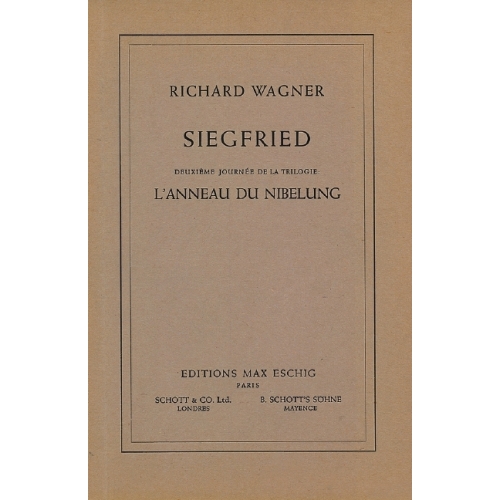 RICHARD WAGNER
SIEGFRIED
DEUXIÈME JOURNÉE DE LA TRILOGIE
L'ANNEAU DU NIBELUNG
EDITIONS MAX ESCHIG
PARIS
SCHOTT & CO. Ltd. B. SCHOTT'S SÖHNE
LONDRES MAYENCE